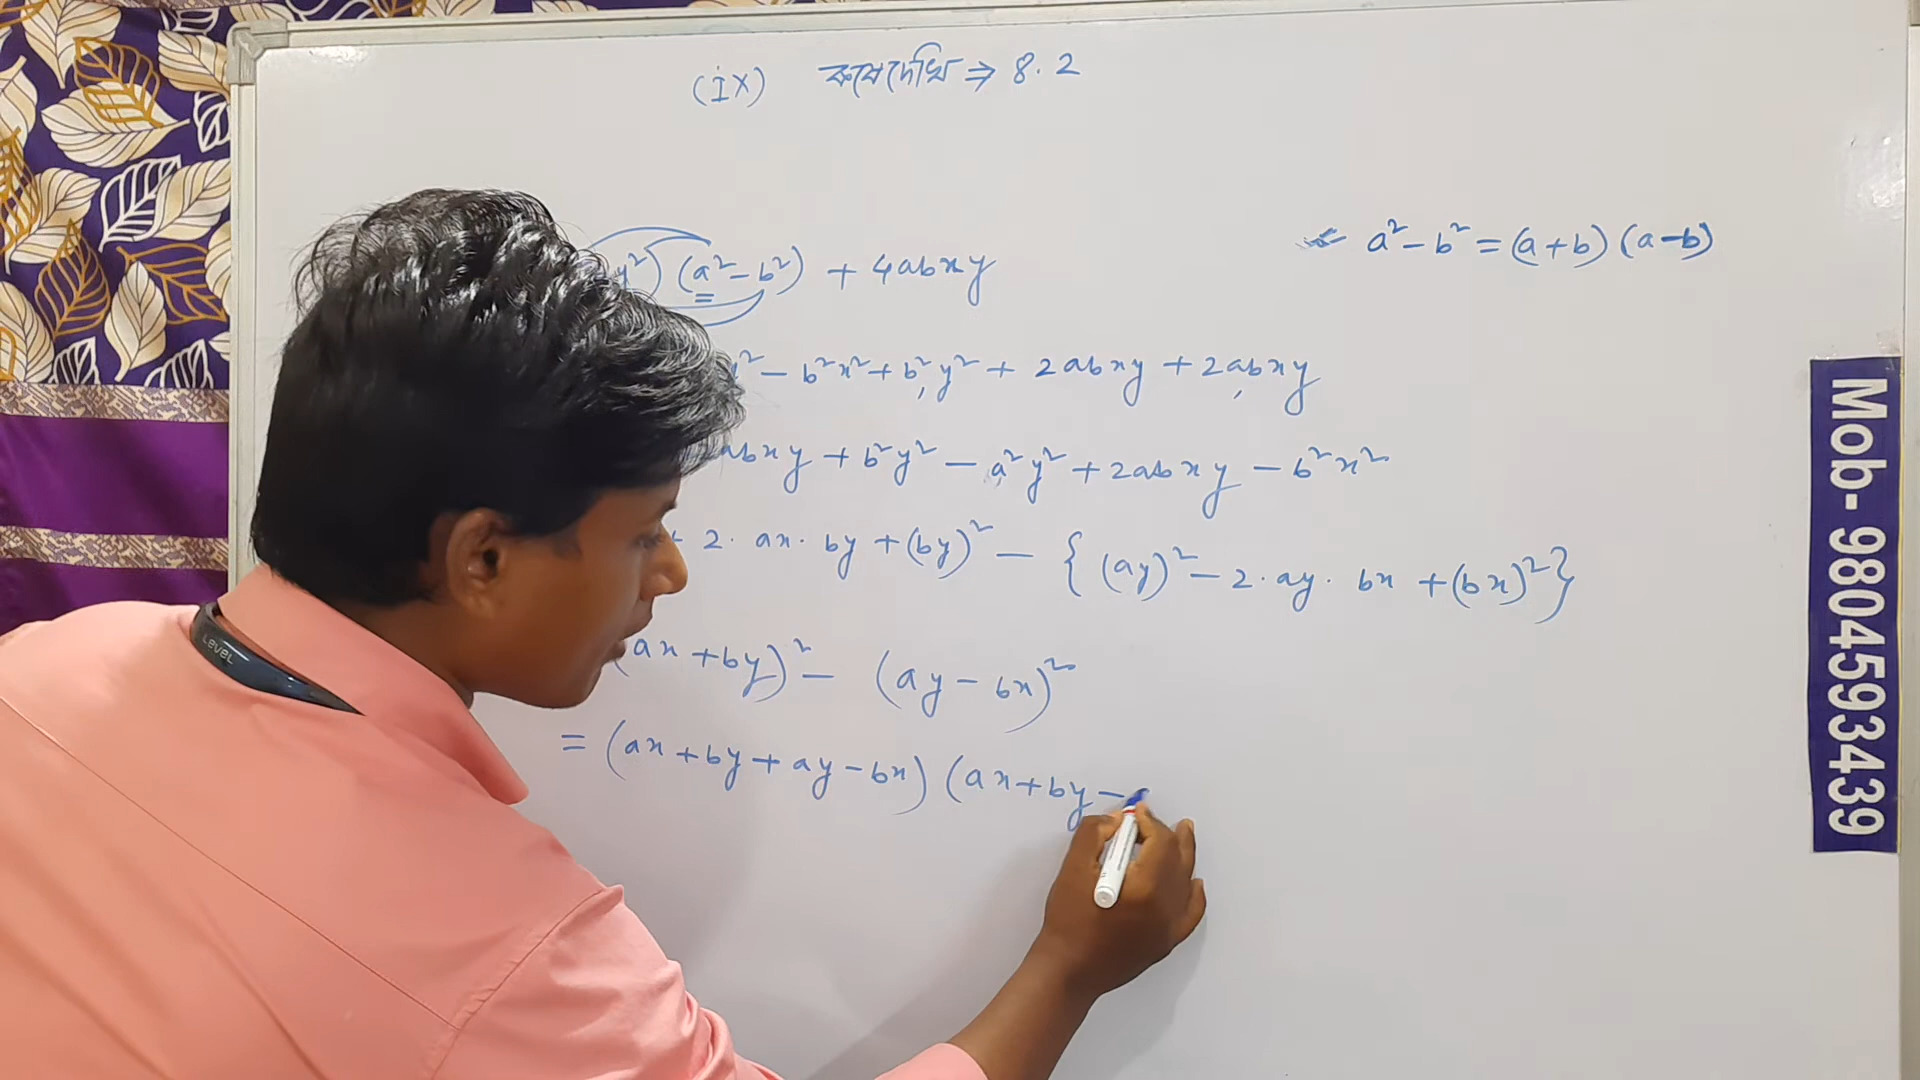 (ix) কষে দেখি ⇒ 8.2
y²) (a²-b²) + 4abxy
a²-b² = (a+b) (a-b)
² - b²x² + b²y² + 2abxy + 2abxy
abxy + b²y² - a²y² + 2abxy - b²x²
+ 2. ax. by + (by)² - { (ay)² - 2. ay. bx + (bx)² }
(ax + by)² - (ay - bx)²
= (ax + by + ay - bx) (ax + by -
Mob- 9804593439
LEVEL